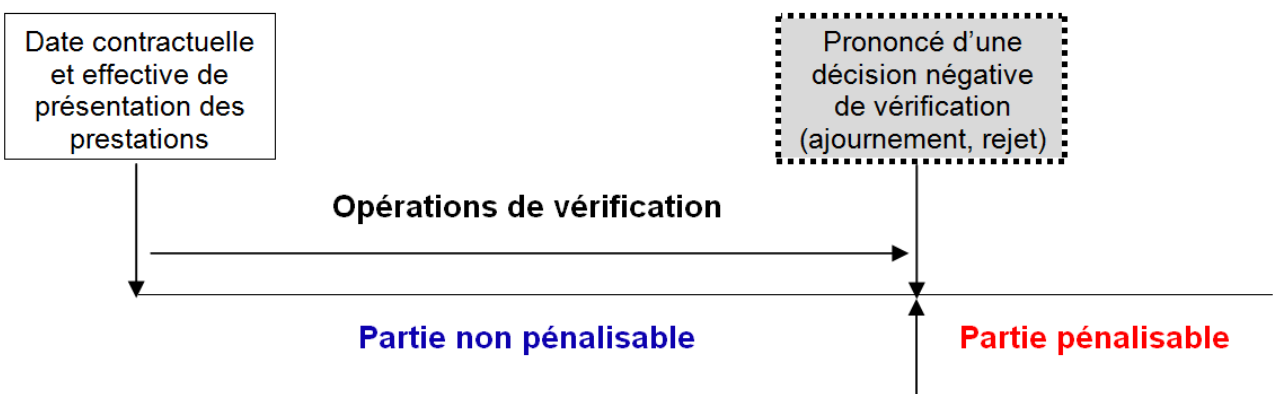 Date contractuelle
et effective de
présentation des
prestations
Prononcé d’une
décision négative
de vérification
(ajournement, rejet)
Opérations de vérification
Partie non pénalisable
Partie pénalisable